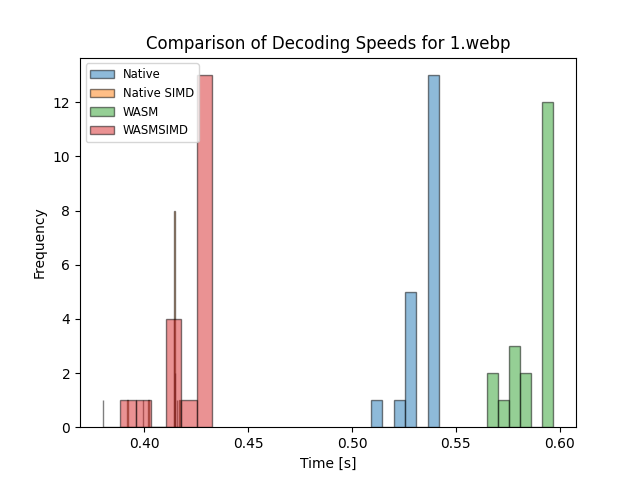 Comparison of Decoding Speeds for 1.webp
Native
Native SIMD
WASM
WASMSIMD
Frequency
12
10
8
6
4
2
0
0.40 0.45 0.50 0.55 0.60
Time [s]